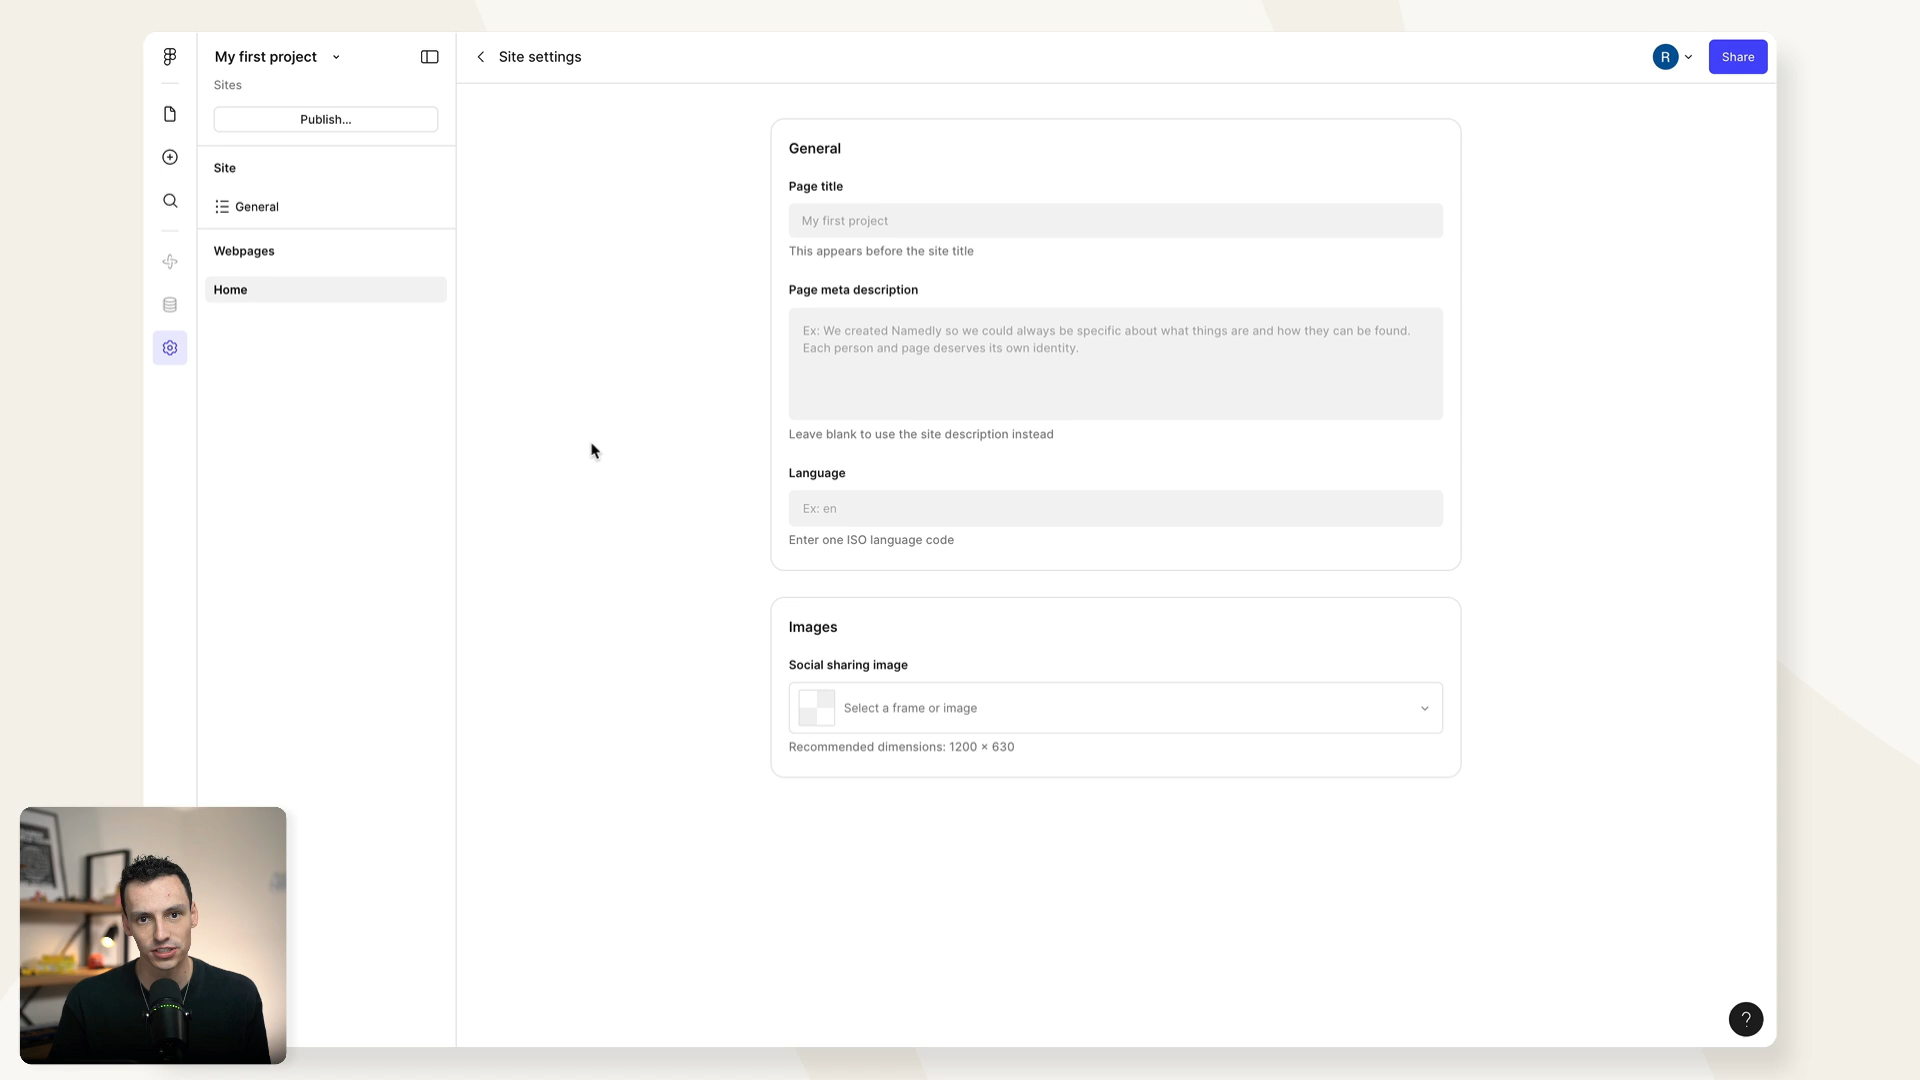 My first project
Sites
Publish...
Site
General
Webpages
Home
Site settings
R
Share
General
Page title
My first project
This appears before the site title
Page meta description
Ex: We created Namedly so we could always be specific about what things are and how they can be found.
Each person and page deserves its own identity.
Leave blank to use the site description instead
Language
Ex: en
Enter one ISO language code
Images
Social sharing image
Select a frame or image
Recommended dimensions: 1200 × 630
?